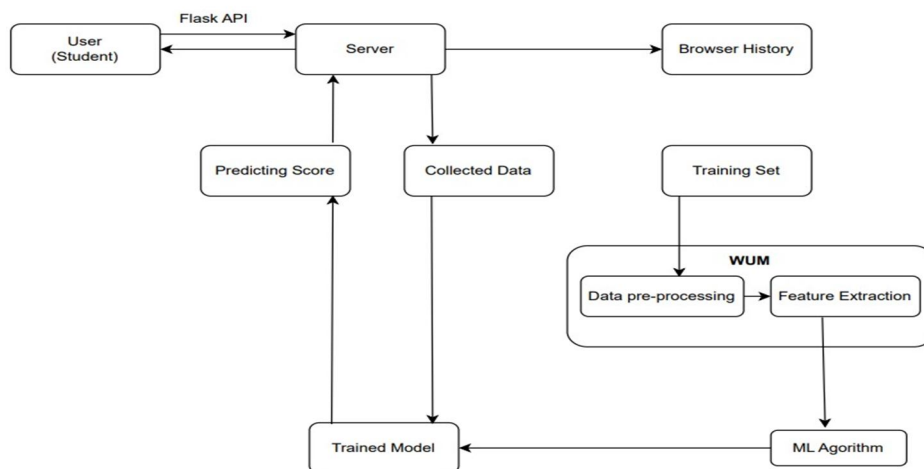 Flask API
User
(Student)
Server
Browser History
Predicting Score
Collected Data
Training Set
WUM
Data pre-processing
Feature Extraction
Trained Model
ML Agorithm